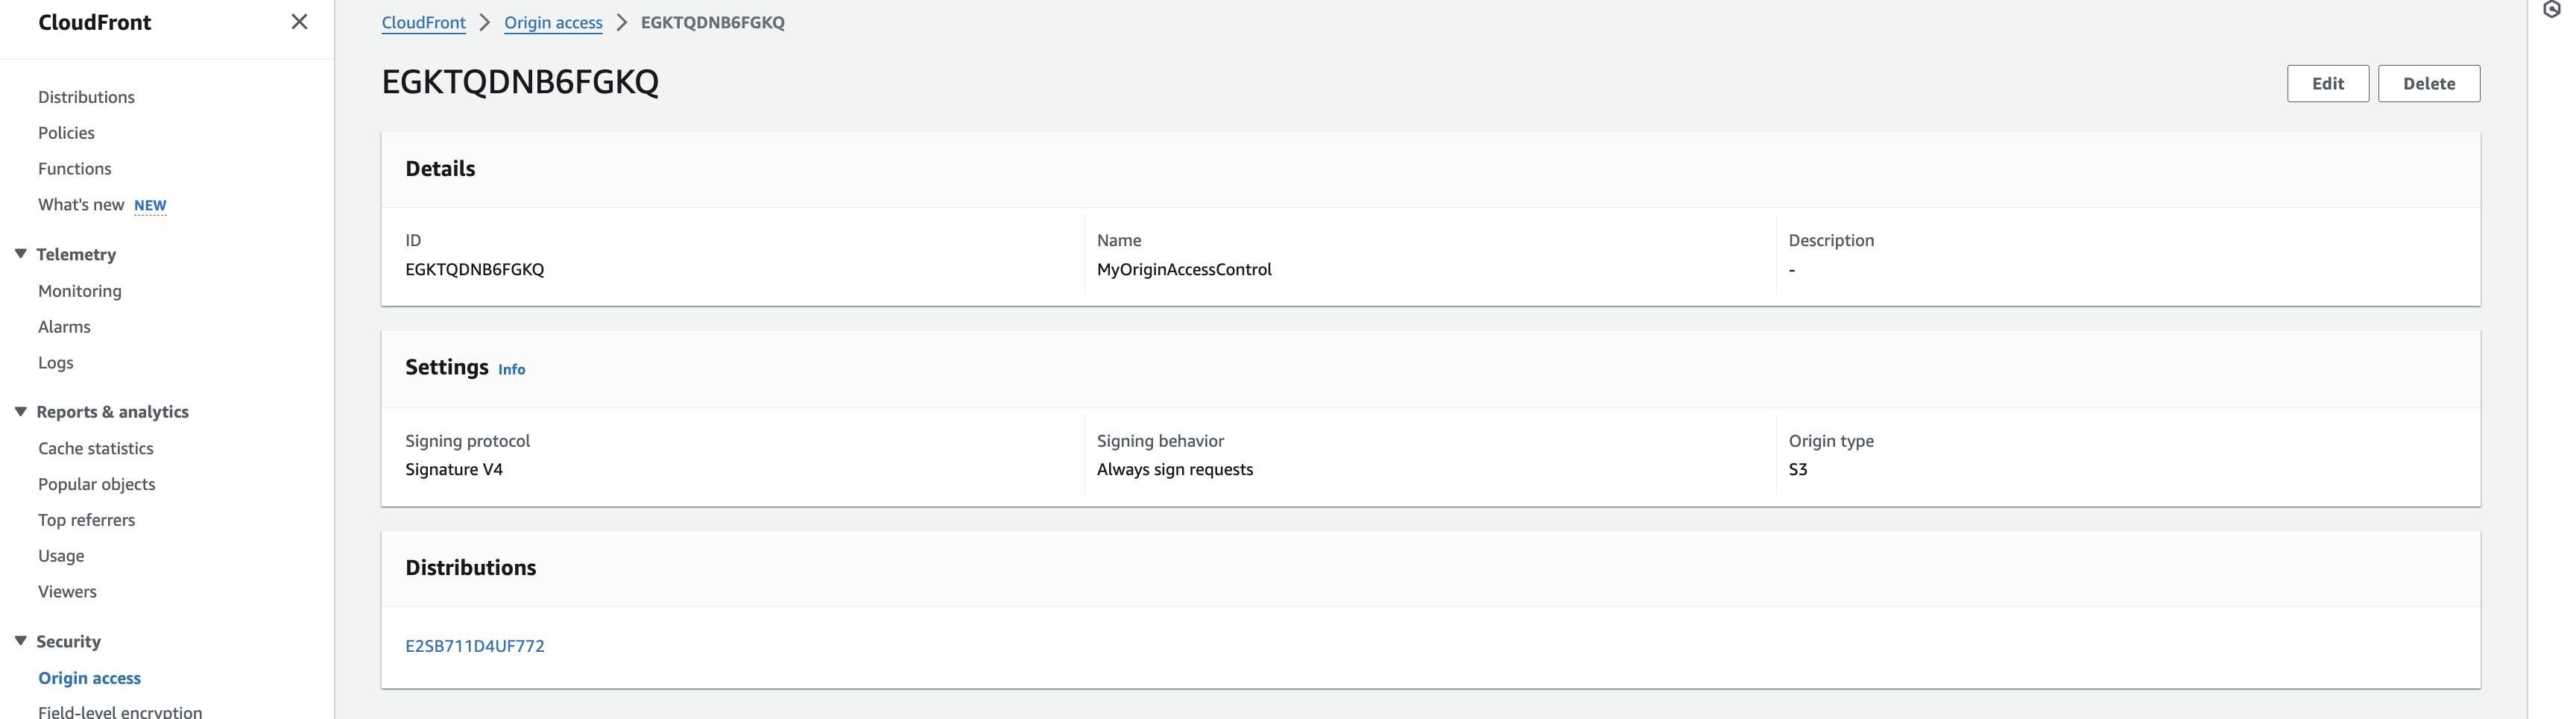 CloudFront
Distributions
Policies
Functions
What's new NEW
Telemetry
Monitoring
Alarms
Logs
Reports & analytics
Cache statistics
Popular objects
Top referrers
Usage
Viewers
Security
Origin access
Field-level encryption
CloudFront > Origin access > EGKTQDNB6FGKQ
EGKTQDNB6FGKQ
Edit Delete
Details
ID Name Description
EGKTQDNB6FGKQ MyOriginAccessControl -
Settings Info
Signing protocol Signing behavior Origin type
Signature V4 Always sign requests S3
Distributions
E2SB711D4UF772